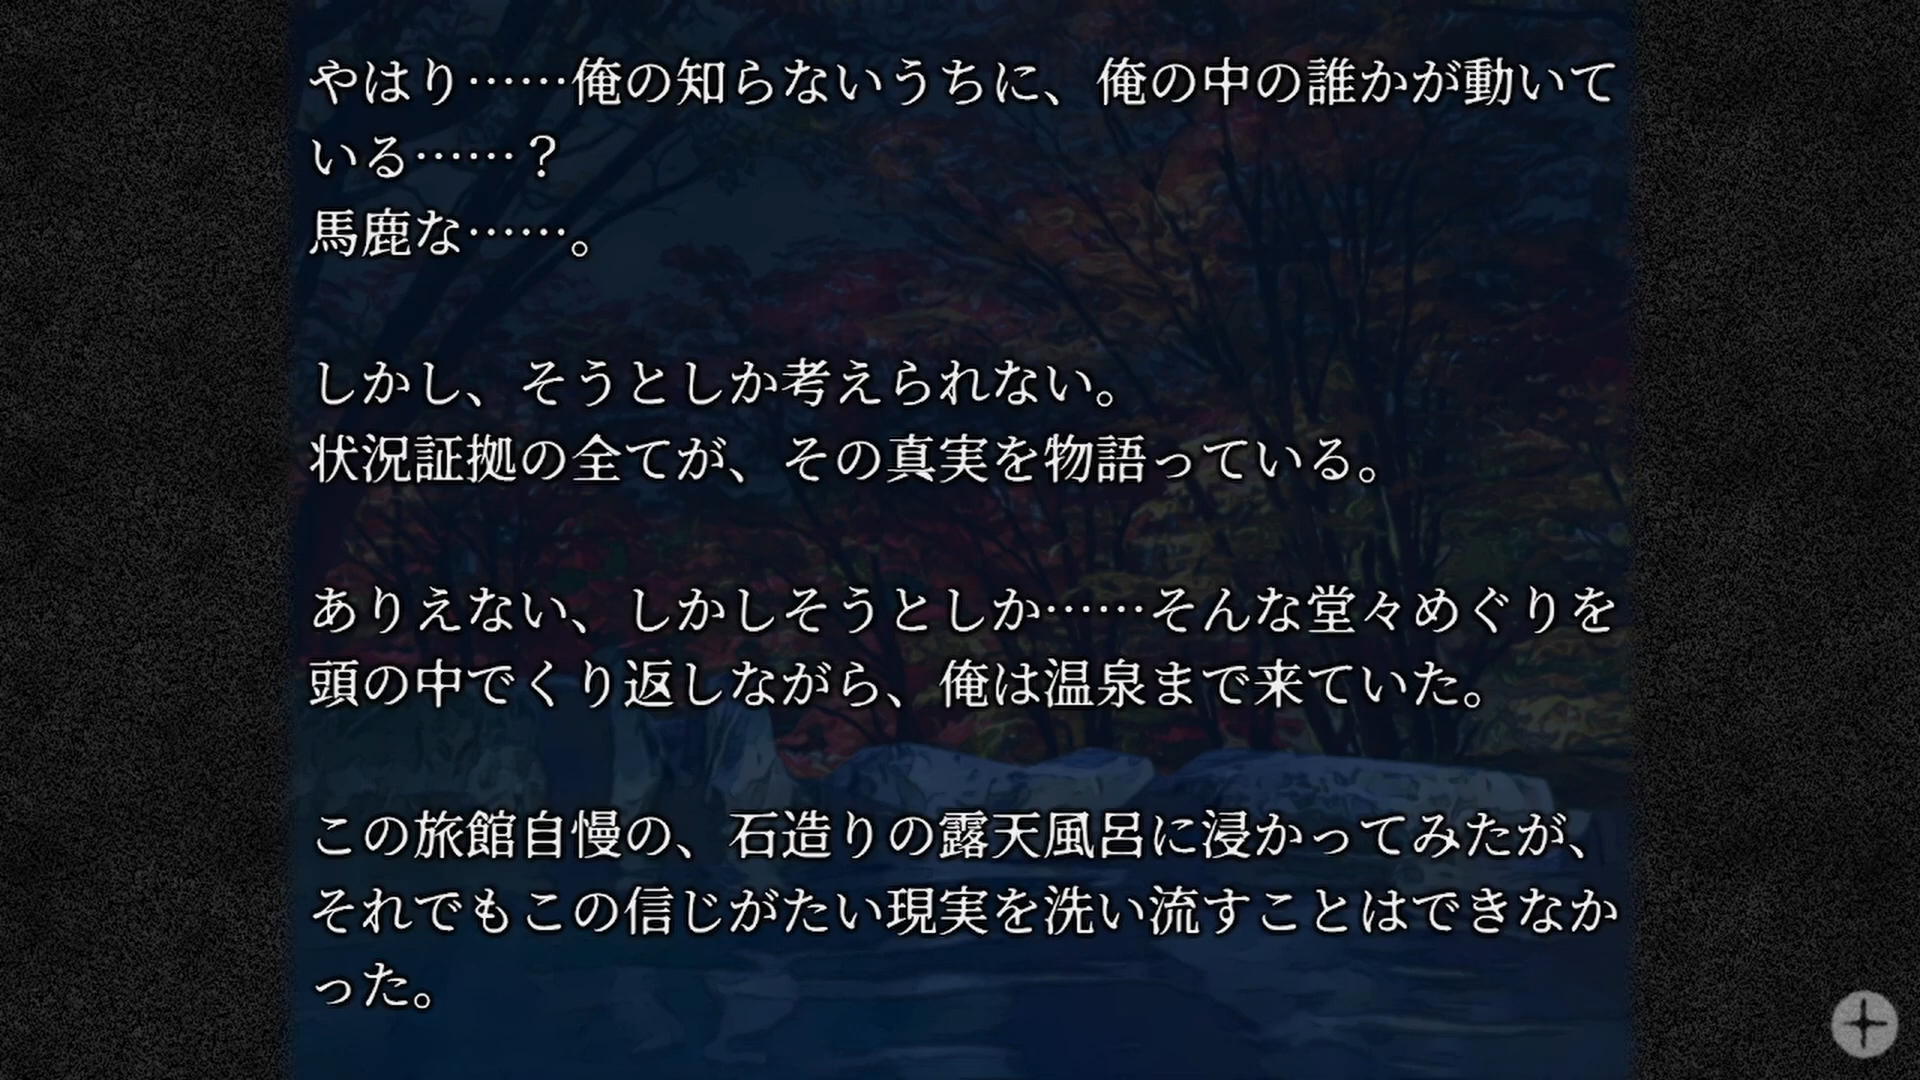 やはり……俺の知らないうちに、俺の中の誰かが動いて
いる……？
馬鹿な……。
しかし、そうとしか考えられない。
状況証拠の全てが、その真実を物語っている。
ありえない、しかしそうとしか……そんな堂々めぐりを
頭の中でくり返しながら、俺は温泉まで来ていた。
この旅館自慢の、石造りの露天風呂に浸かってみたが、
それでもこの信じがたい現実を洗い流すことはできなか
った。